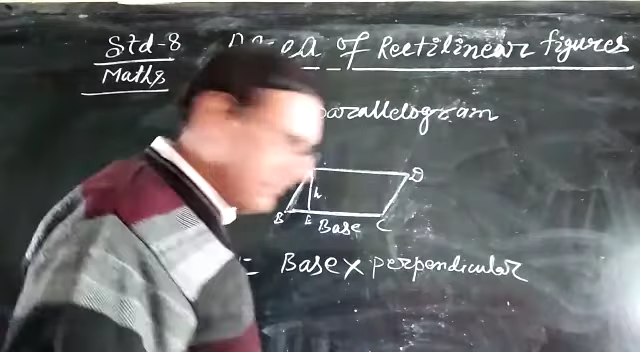 Std-8
Maths
of Rectilinear figures
parallelogram
D
h
B E C
Base
= Base × perpendicular